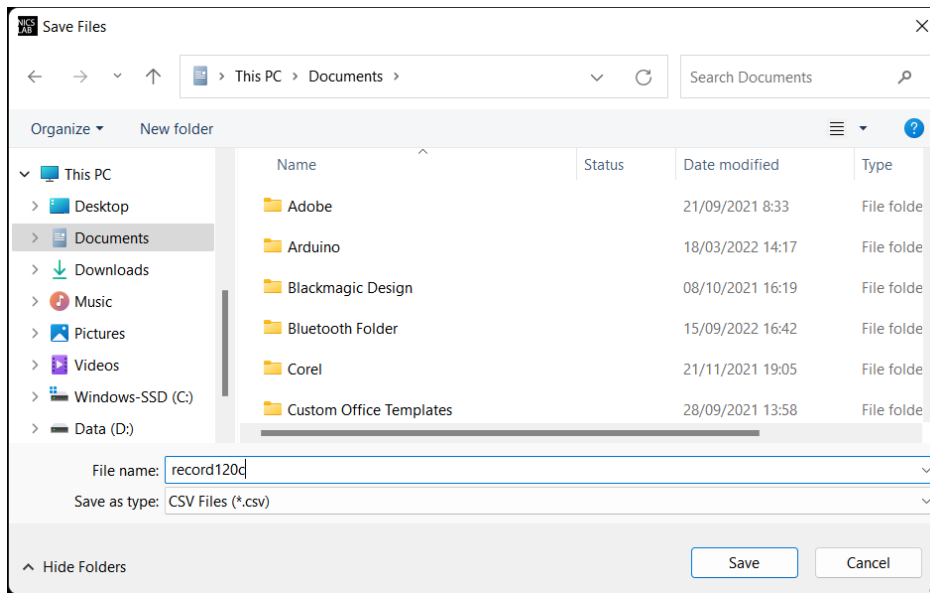 NICS LAB Save Files
This PC > Documents >
Search Documents
Organize New folder
?
Name Status Date modified Type
This PC
Desktop
Documents
Downloads
Music
Pictures
Videos
Windows-SSD (C:)
Data (D:)
Adobe 21/09/2021 8:33 File folde
Arduino 18/03/2022 14:17 File folde
Blackmagic Design 08/10/2021 16:19 File folde
Bluetooth Folder 15/09/2022 16:42 File folde
Corel 21/11/2021 19:05 File folde
Custom Office Templates 28/09/2021 13:58 File folde
File name: record120c
Save as type: CSV Files (*.csv)
Hide Folders
Save Cancel